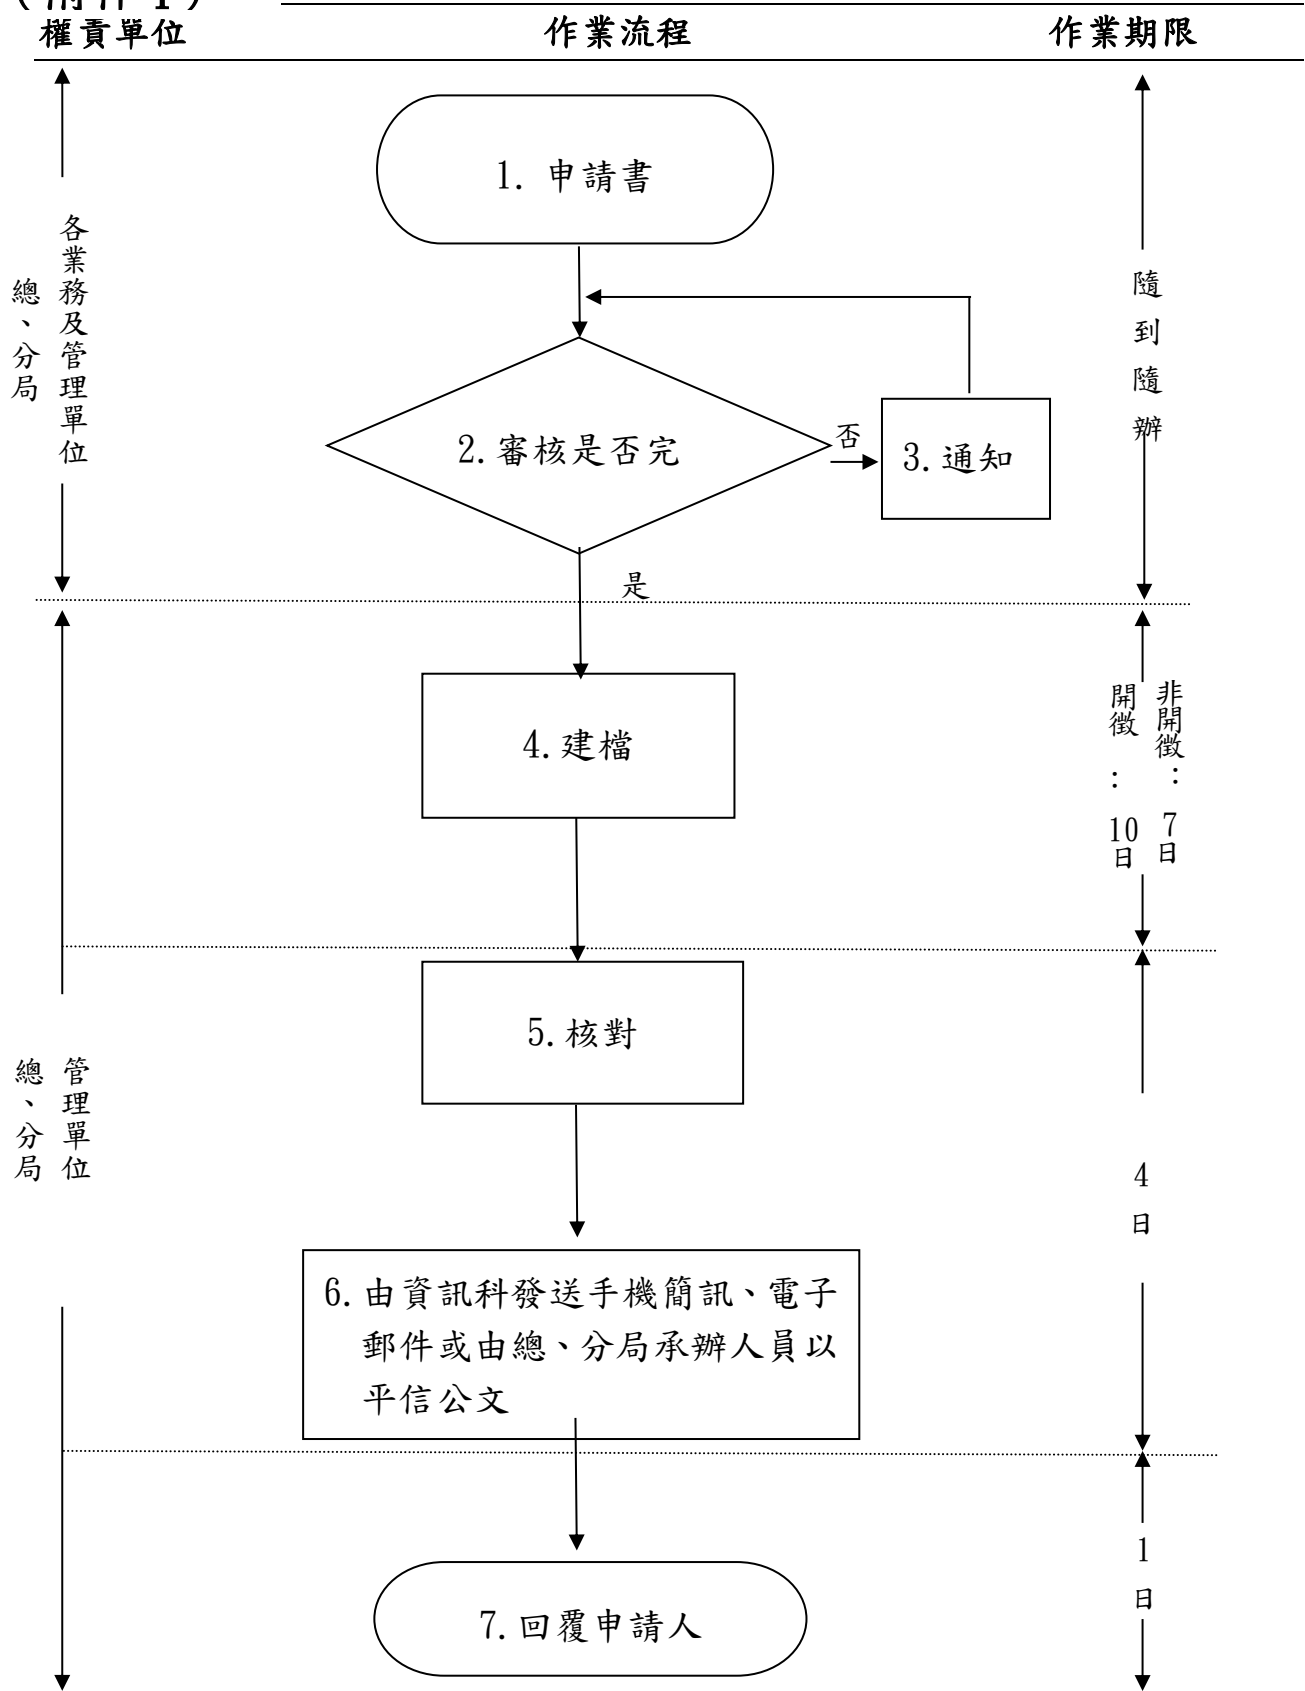 (附件1)
權責單位 作業流程 作業期限
1. 申請書
各業務及管理單位
總、分局
隨到隨辦
2.審核是否完
否
3.通知
是
4.建檔
非開徵：7日
開徵：10日
5.核對
管理單位
總、分局
4日
6.由資訊科發送手機簡訊、電子
郵件或由總、分局承辦人員以
平信公文
1日
7.回覆申請人